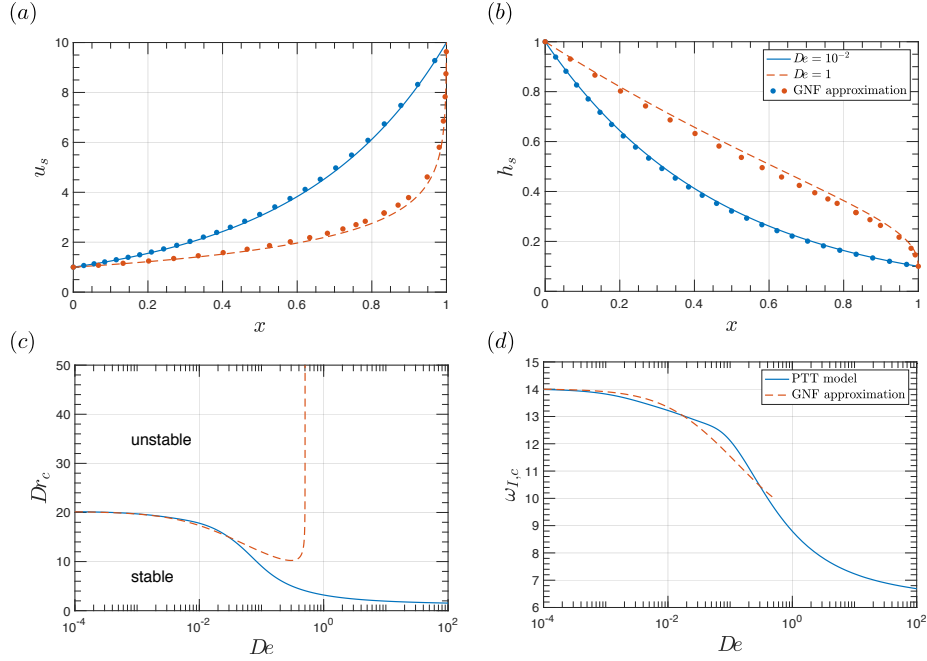 (a)
10
8
6
4
2
0
u_s
0 0.2 0.4 0.6 0.8 1
x
(b)
1
0.8
0.6
0.4
0.2
0
h_s
De = 10^{-2}
De = 1
GNF approximation
0 0.2 0.4 0.6 0.8 1
x
(c)
50
40
30
20
10
0
Dr_c
unstable
stable
10^{-4} 10^{-2} 10^0 10^2
De
(d)
15
14
13
12
11
10
9
8
7
6
ω_{I,c}
PTT model
GNF approximation
10^{-4} 10^{-2} 10^0 10^2
De